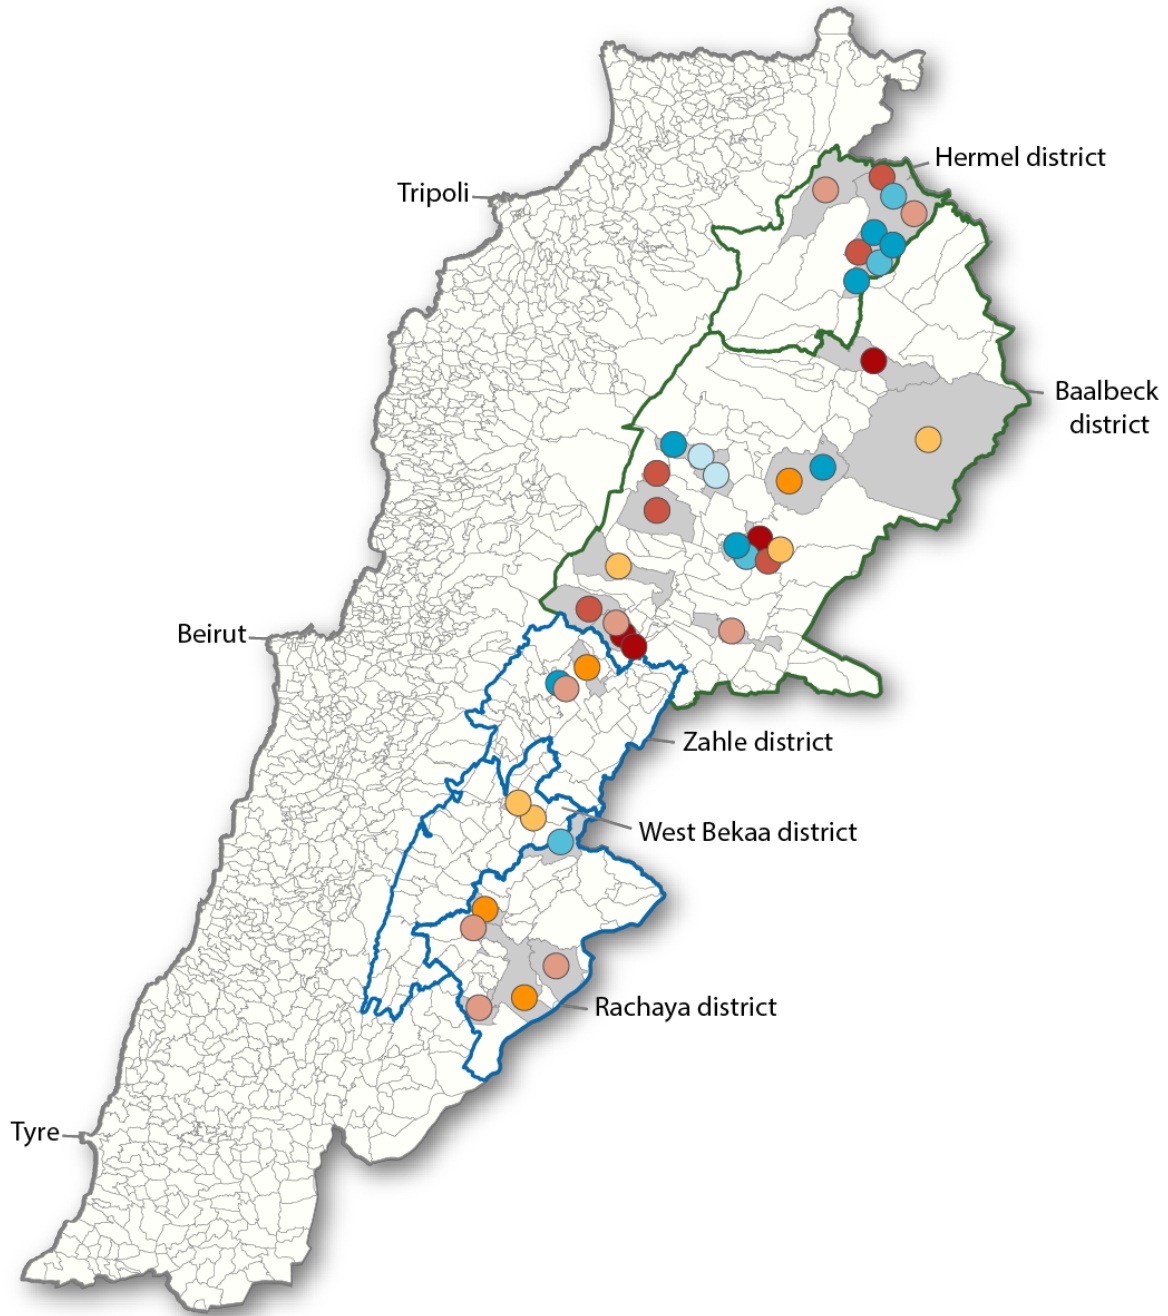 Hermel district
Tripoli
Baalbeck
district
Beirut
Zahle district
West Bekaa district
Rachaya district
Tyre